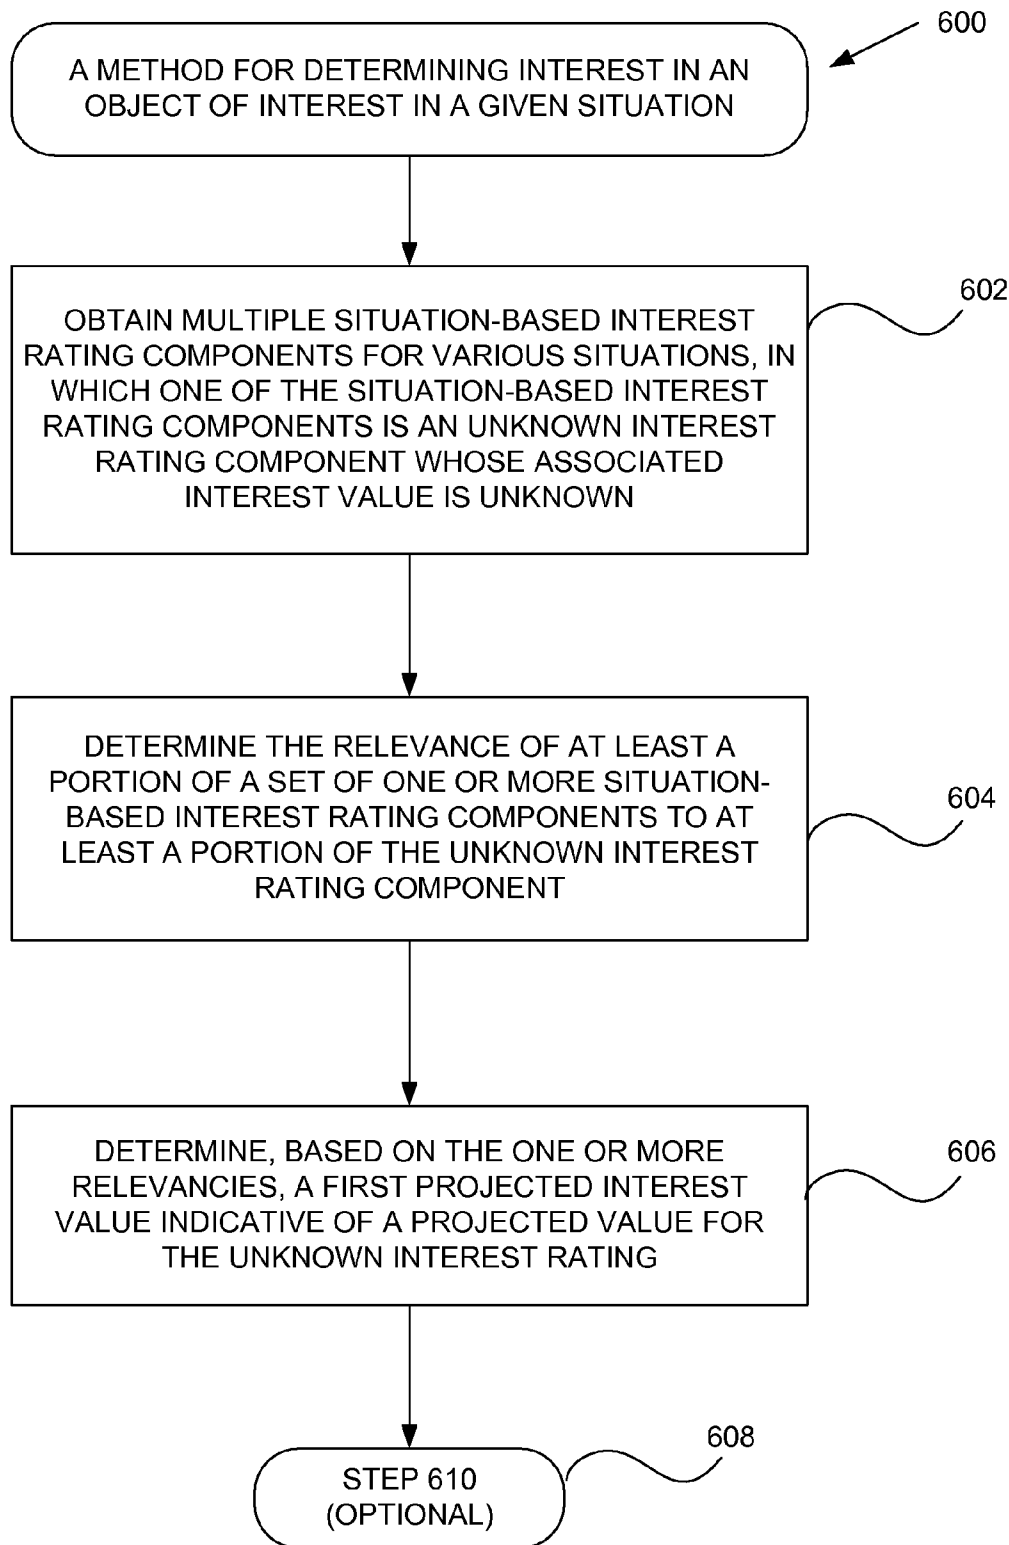 600
A METHOD FOR DETERMINING INTEREST IN AN
OBJECT OF INTEREST IN A GIVEN SITUATION
602
OBTAIN MULTIPLE SITUATION-BASED INTEREST
RATING COMPONENTS FOR VARIOUS SITUATIONS, IN
WHICH ONE OF THE SITUATION-BASED INTEREST
RATING COMPONENTS IS AN UNKNOWN INTEREST
RATING COMPONENT WHOSE ASSOCIATED
INTEREST VALUE IS UNKNOWN
604
DETERMINE THE RELEVANCE OF AT LEAST A
PORTION OF A SET OF ONE OR MORE SITUATION-
BASED INTEREST RATING COMPONENTS TO AT
LEAST A PORTION OF THE UNKNOWN INTEREST
RATING COMPONENT
606
DETERMINE, BASED ON THE ONE OR MORE
RELEVANCIES, A FIRST PROJECTED INTEREST
VALUE INDICATIVE OF A PROJECTED VALUE FOR
THE UNKNOWN INTEREST RATING
608
STEP 610
(OPTIONAL)